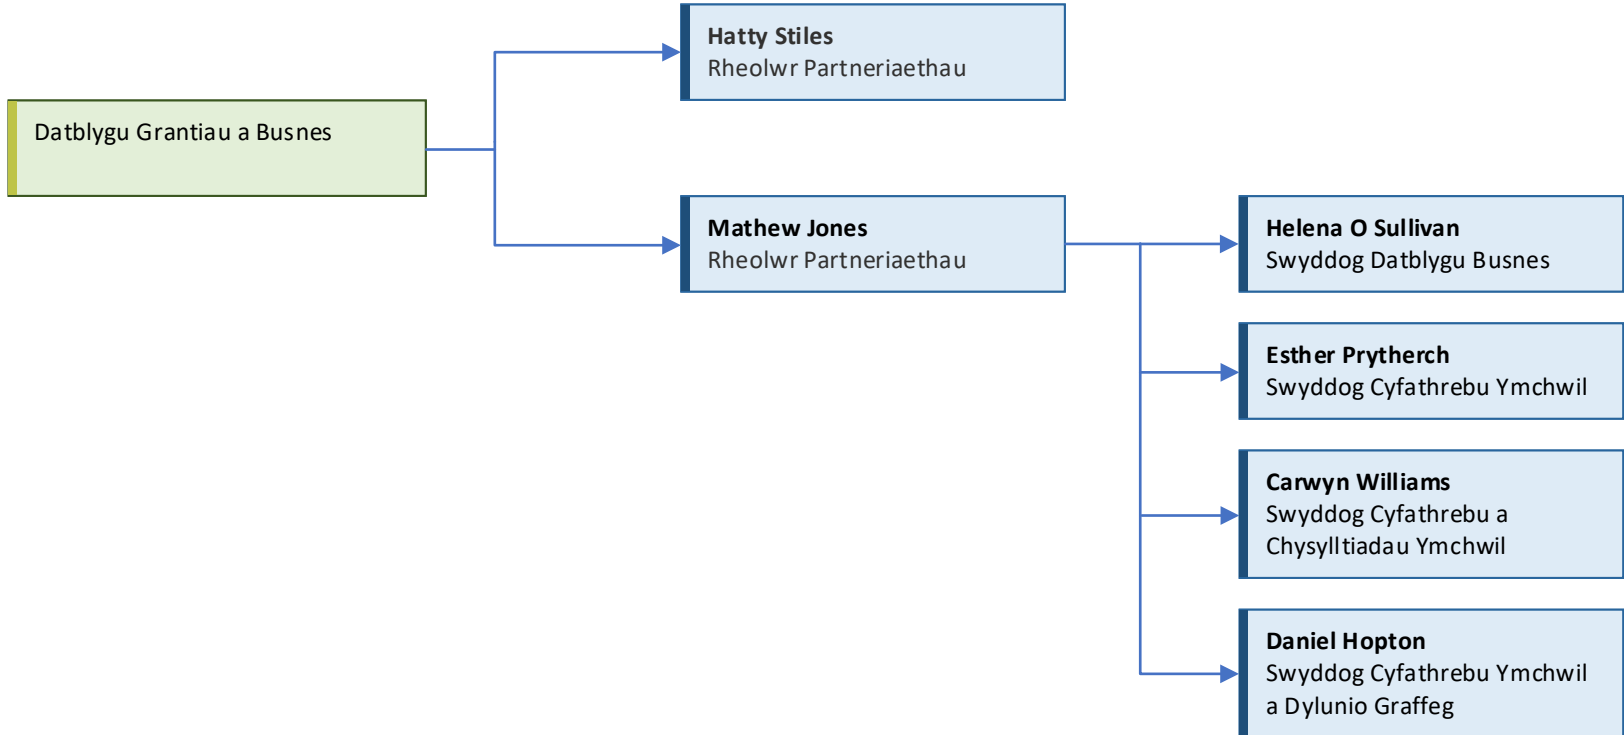 Datblygu Grantiau a Busnes
Hatty Stiles
Rheolwr Partneriaethau
Mathew Jones
Rheolwr Partneriaethau
Helena O Sullivan
Swyddog Datblygu Busnes
Esther Prytherch
Swyddog Cyfathrebu Ymchwil
Carwyn Williams
Swyddog Cyfathrebu a
Chysylltiadau Ymchwil
Daniel Hopton
Swyddog Cyfathrebu Ymchwil
a Dylunio Graffeg